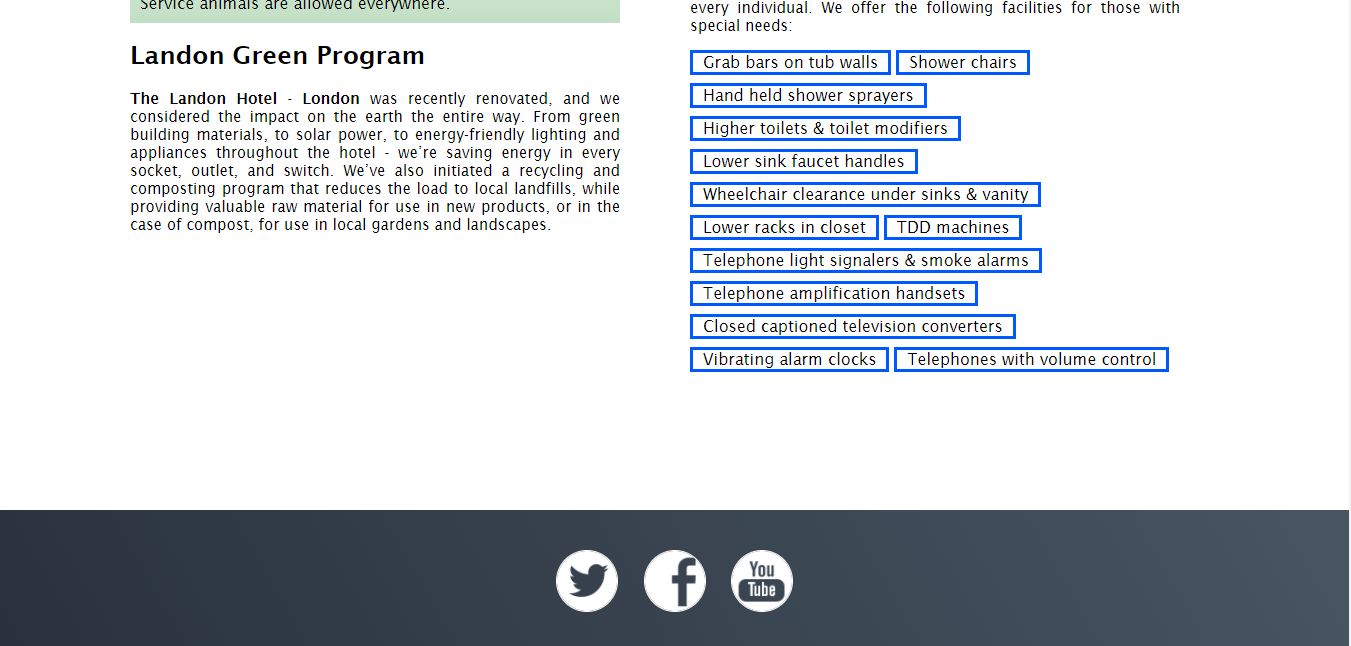 Service animals are allowed everywhere.
Landon Green Program
The Landon Hotel - London was recently renovated, and we
considered the impact on the earth the entire way. From green
building materials, to solar power, to energy-friendly lighting and
appliances throughout the hotel - we're saving energy in every
socket, outlet, and switch. We've also initiated a recycling and
composting program that reduces the load to local landfills, while
providing valuable raw material for use in new products, or in the
case of compost, for use in local gardens and landscapes.
every individual. We offer the following facilities for those with
special needs:
Grab bars on tub walls Shower chairs
Hand held shower sprayers
Higher toilets & toilet modifiers
Lower sink faucet handles
Wheelchair clearance under sinks & vanity
Lower racks in closet TDD machines
Telephone light signalers & smoke alarms
Telephone amplification handsets
Closed captioned television converters
Vibrating alarm clocks Telephones with volume control
You
Tube